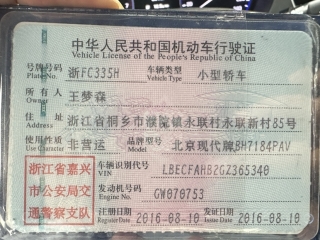 中华人民共和国机动车行驶证
Vehicle License of the People's Republic of China
号牌号码 Plate No. 浙FC335H 车辆类型 Vehicle Type 小型轿车
所有人 Owner 王梦森
住址 Address 浙江省桐乡市濮院镇永联村永联新村85号
使用性质 Use Character 非营运 品牌型号 Model 北京现代牌BH7184PAV
浙江省嘉兴
市公安局交
通警察支队
车辆识别代号 VIN LBECFAHB2GZ365340
发动机号码 Engine No. GW070753
注册日期 Register Date 2016-08-10 发证日期 Issue Date 2016-08-10